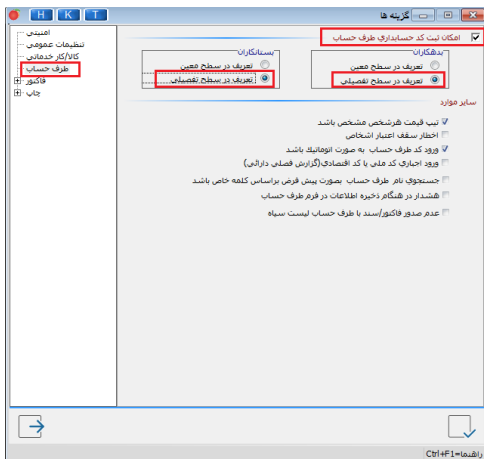 گزینه ها
H K T
امنیتی
تنظیمات عمومی
کالا/کار خدماتی
طرف حساب
فاکتور
چاپ
امکان ثبت کد حسابداری طرف حساب
بدهکاران
تعریف در سطح معین
تعریف در سطح تفصیلی
بستانکاران
تعریف در سطح معین
تعریف در سطح تفصیلی
سایر موارد
تیپ قیمت هرشخص مشخص باشد
اخطار سقف اعتبار اشخاص
ورود کد طرف حساب به صورت اتوماتیک باشد
ورود اجباری کد ملی یا کد اقتصادی(گزارش فصلی دارائی)
جستجوی نام طرف حساب بصورت پیش فرض براساس کلمه خاص باشد
هشدار در هنگام ذخیره اطلاعات در فرم طرف حساب
عدم صدور فاکتور/سند با طرف حساب لیست سیاه
راهنما=Ctrl+F1